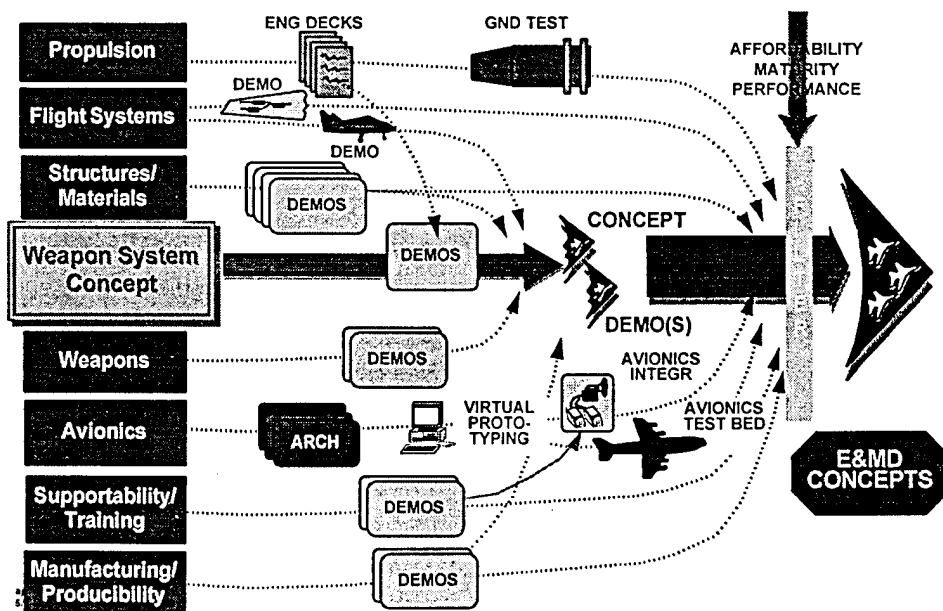 ENG DECKS
GND TEST
Propulsion
AFFORDABILITY
MATURITY
PERFORMANCE
DEMO
Flight Systems
DEMO
Structures/
Materials
DEMOS
CONCEPT
Weapon System
Concept
DEMOS
DEMO(S)
Weapons
DEMOS
AVIONICS
INTEGR
Avionics
ARCH
VIRTUAL
PROTO-
TYPING
AVIONICS
TEST BED
E&MD
CONCEPTS
Supportability/
Training
DEMOS
Manufacturing/
Producibility
DEMOS